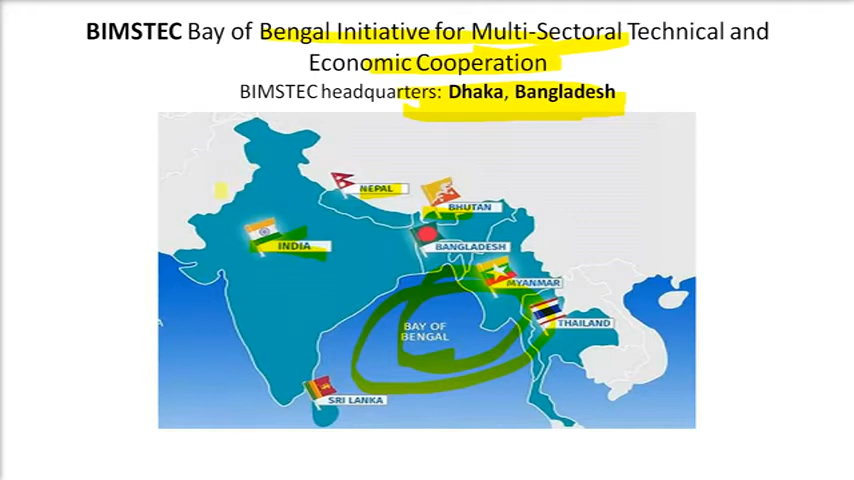 BIMSTEC Bay of Bengal Initiative for Multi-Sectoral Technical and
Economic Cooperation
BIMSTEC headquarters: Dhaka, Bangladesh
NEPAL
BHUTAN
INDIA
BANGLADESH
MYANMAR
THAILAND
BAY OF
BENGAL
SRI LANKA